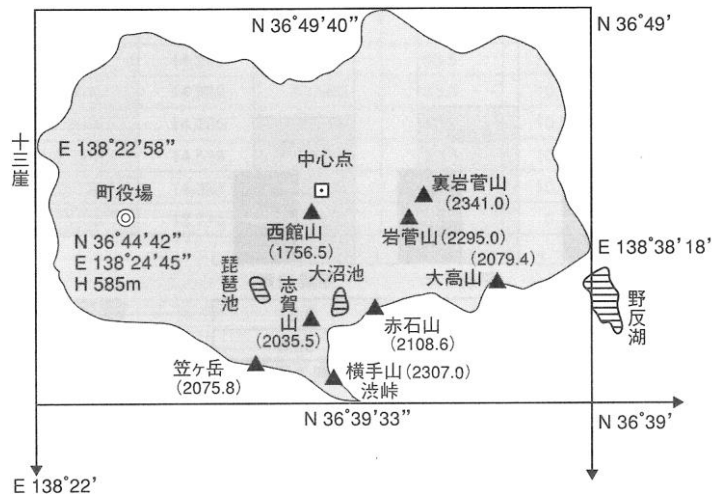 N 36°49'40”
N 36°49'
十三崖
E 138°22'58”
中心点
町役場
裏岩菅山
(2341.0)
西館山
(1756.5)
岩菅山(2295.0)
N 36°44'42”
E 138°24'45”
H 585m
(2079.4)
大高山
E 138°38'18'
琵琶池
志賀山
(2035.5)
大沼池
赤石山
(2108.6)
野反湖
笠ヶ岳
(2075.8)
横手山(2307.0)
渋峠
N 36°39'33”
N 36°39'
E 138°22'